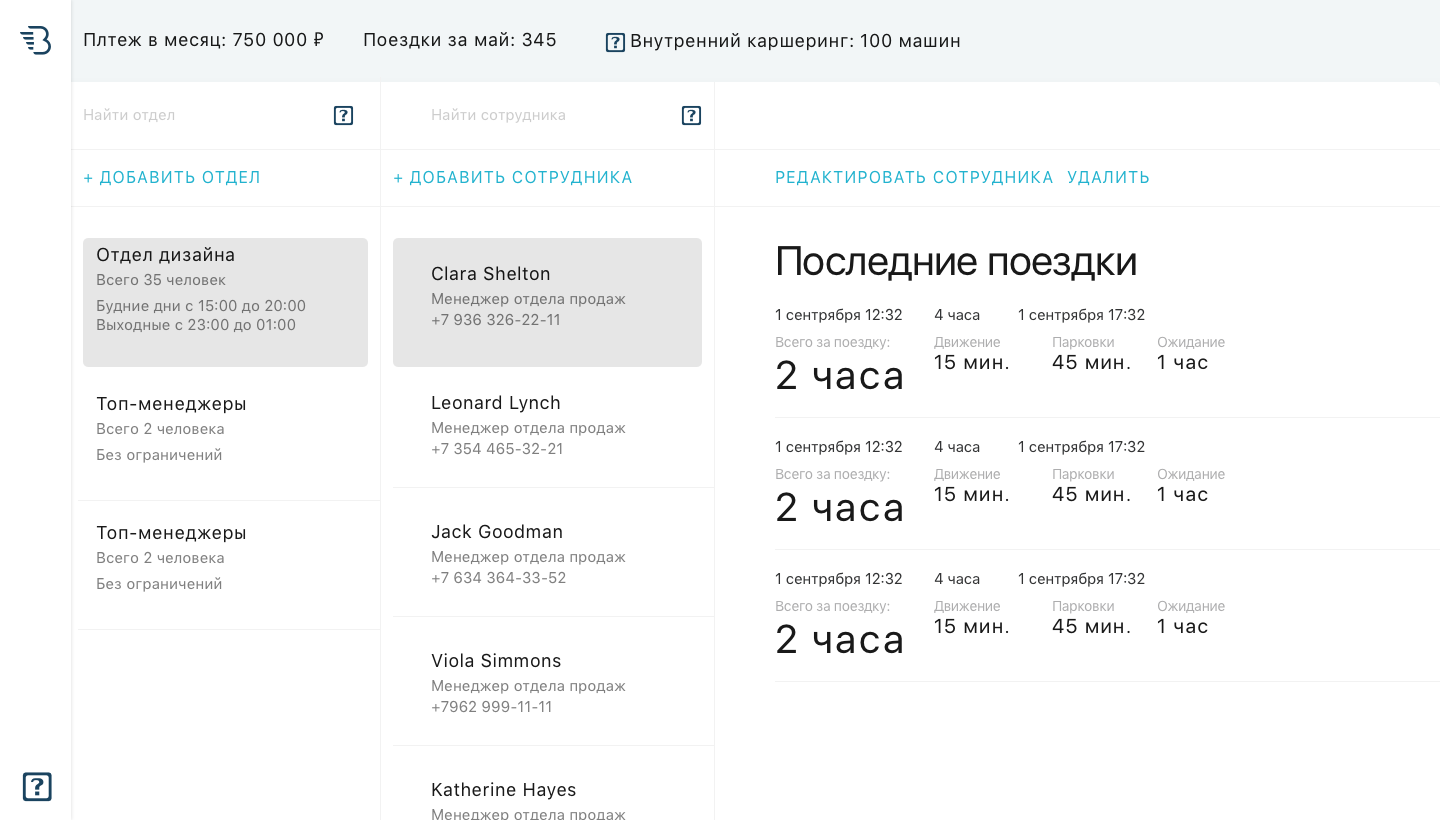 Плтеж в месяц: 750 000 ₽ Поездки за май: 345 ? Внутренний каршеринг: 100 машин
Найти отдел ?
Найти сотрудника ?
+ ДОБАВИТЬ ОТДЕЛ
+ ДОБАВИТЬ СОТРУДНИКА
РЕДАКТИРОВАТЬ СОТРУДНИКА УДАЛИТЬ
Отдел дизайна
Всего 35 человек
Будние дни с 15:00 до 20:00
Выходные с 23:00 до 01:00
Топ-менеджеры
Всего 2 человека
Без ограничений
Топ-менеджеры
Всего 2 человека
Без ограничений
Clara Shelton
Менеджер отдела продаж
+7 936 326-22-11
Leonard Lynch
Менеджер отдела продаж
+7 354 465-32-21
Jack Goodman
Менеджер отдела продаж
+7 634 364-33-52
Viola Simmons
Менеджер отдела продаж
+7962 999-11-11
Katherine Hayes
Менеджер отдела продаж
Последние поездки
1 сентября 12:32 4 часа 1 сентября 17:32
Всего за поездку: Движение Парковки Ожидание
2 часа 15 мин. 45 мин. 1 час
1 сентября 12:32 4 часа 1 сентября 17:32
Всего за поездку: Движение Парковки Ожидание
2 часа 15 мин. 45 мин. 1 час
1 сентября 12:32 4 часа 1 сентября 17:32
Всего за поездку: Движение Парковки Ожидание
2 часа 15 мин. 45 мин. 1 час
?